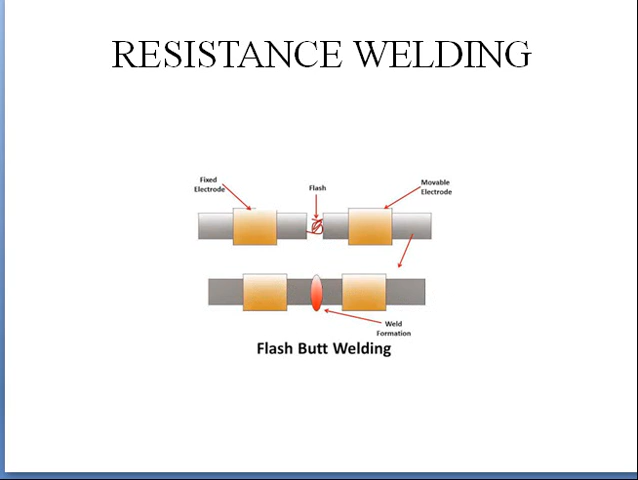 RESISTANCE WELDING
Fixed
Electrode
Flash
Movable
Electrode
Weld
Formation
Flash Butt Welding